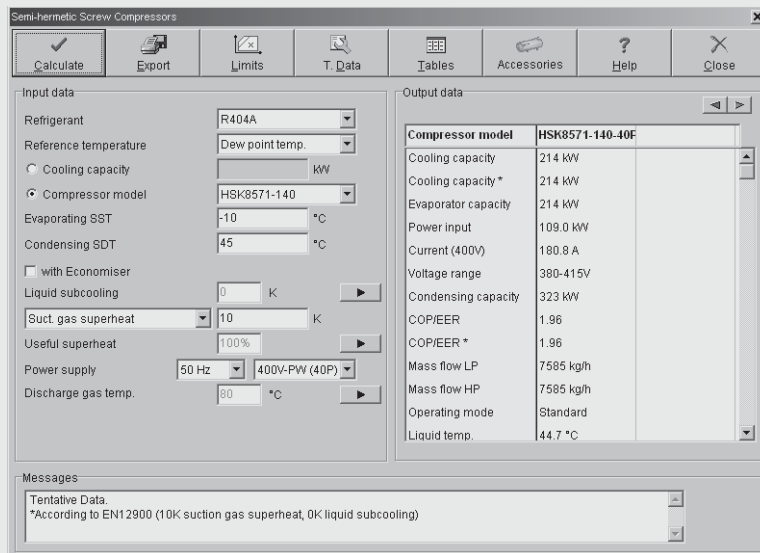 Semi-hermetic Screw Compressors
Calculate Export Limits T. Data Tables Accessories Help Close
Input data
Refrigerant R404A
Reference temperature Dew point temp.
Cooling capacity kW
Compressor model HSK8571-140
Evaporating SST -10 °C
Condensing SDT 45 °C
with Economiser
Liquid subcooling 0 K
Suct. gas superheat 10 K
Useful superheat 100%
Power supply 50 Hz 400V-PW (40P)
Discharge gas temp. 80 °C
Output data
Compressor model HSK8571-140-40P
Cooling capacity 214 kW
Cooling capacity * 214 kW
Evaporator capacity 214 kW
Power input 109.0 kW
Current (400V) 180.8 A
Voltage range 380-415V
Condensing capacity 323 kW
COP/EER 1.96
COP/EER * 1.96
Mass flow LP 7585 kg/h
Mass flow HP 7585 kg/h
Operating mode Standard
Liquid temp. 44.7 °C
Messages
Tentative Data.
*According to EN12900 (10K suction gas superheat, 0K liquid subcooling)